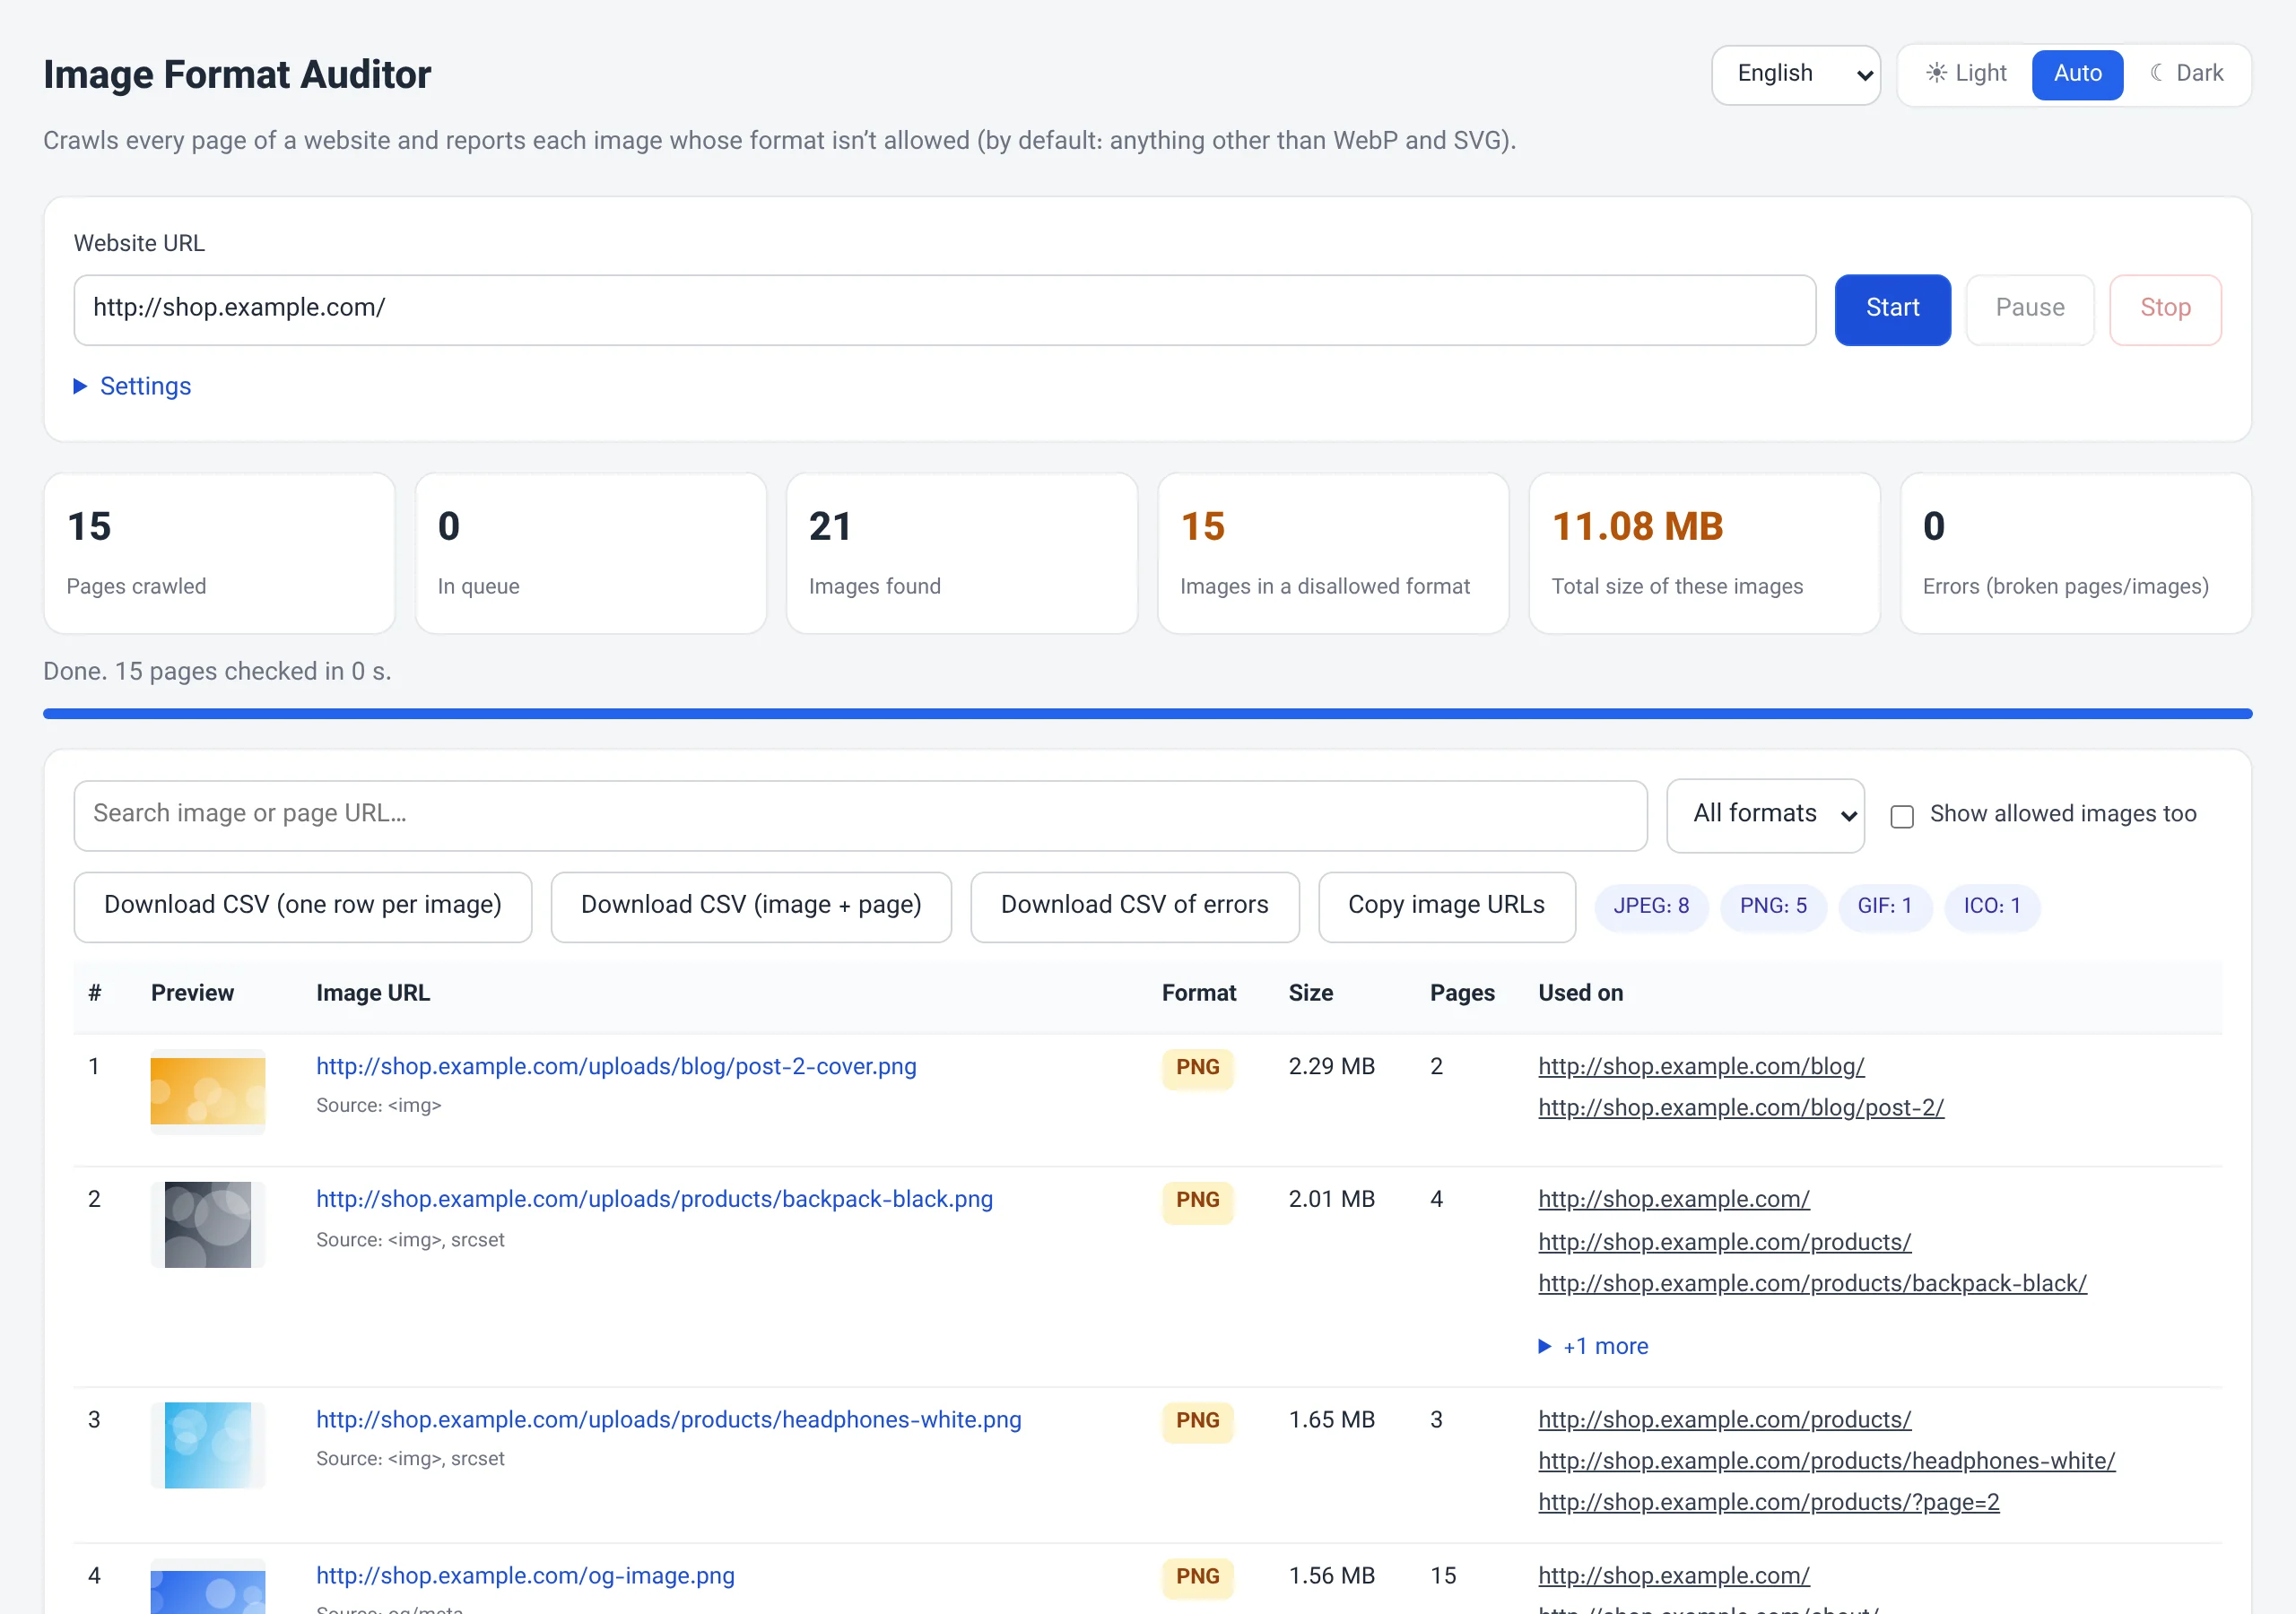 Image Format Auditor
English
☀ Light
Auto
☾ Dark
Crawls every page of a website and reports each image whose format isn’t allowed (by default: anything other than WebP and SVG).
Website URL
http://shop.example.com/
Start
Pause
Stop
▶ Settings
15
Pages crawled
0
In queue
21
Images found
15
Images in a disallowed format
11.08 MB
Total size of these images
0
Errors (broken pages/images)
Done. 15 pages checked in 0 s.
Search image or page URL…
All formats
Show allowed images too
Download CSV (one row per image)
Download CSV (image + page)
Download CSV of errors
Copy image URLs
JPEG: 8
PNG: 5
GIF: 1
ICO: 1
# Preview Image URL Format Size Pages Used on
1 http://shop.example.com/uploads/blog/post-2-cover.png PNG 2.29 MB 2 http://shop.example.com/blog/
Source: <img>
http://shop.example.com/blog/post-2/
2 http://shop.example.com/uploads/products/backpack-black.png PNG 2.01 MB 4 http://shop.example.com/
Source: <img>, srcset
http://shop.example.com/products/
http://shop.example.com/products/backpack-black/
▶ +1 more
3 http://shop.example.com/uploads/products/headphones-white.png PNG 1.65 MB 3 http://shop.example.com/products/
Source: <img>, srcset
http://shop.example.com/products/headphones-white/
http://shop.example.com/products/?page=2
4 http://shop.example.com/og-image.png PNG 1.56 MB 15 http://shop.example.com/
Source: og/meta
http://shop.example.com/about/